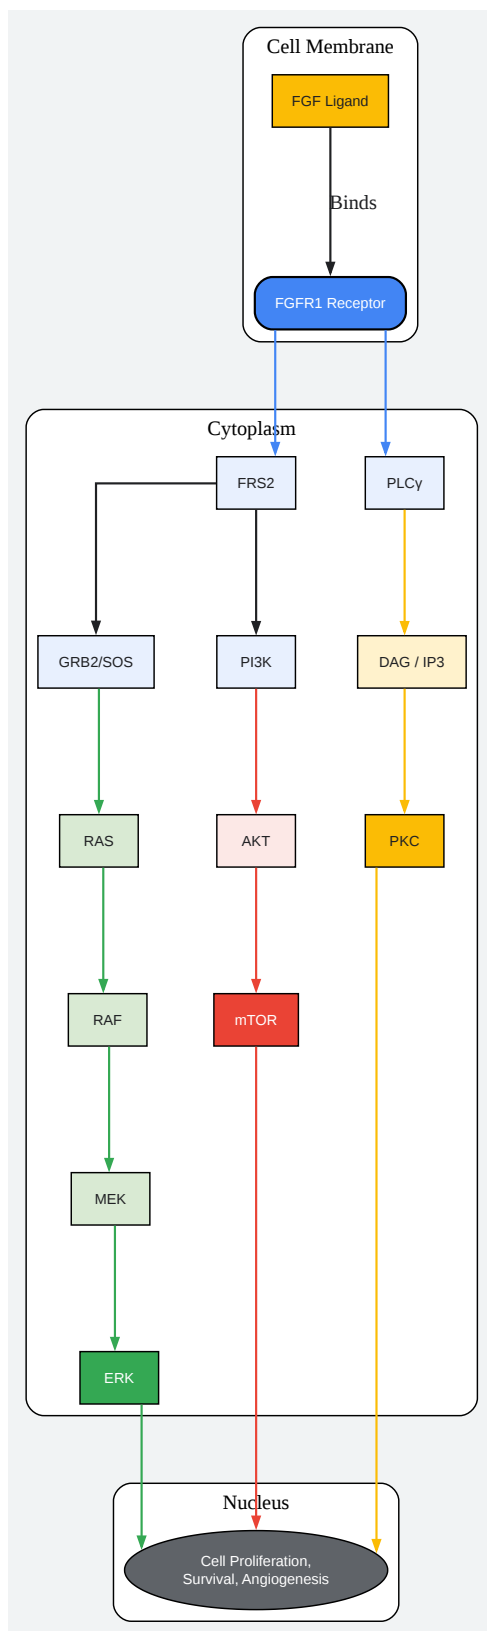 Cell Membrane
FGF Ligand
Binds
FGFR1 Receptor
Cytoplasm
FRS2
PLCγ
GRB2/SOS
PI3K
DAG / IP3
RAS
AKT
PKC
RAF
mTOR
MEK
ERK
Nucleus
Cell Proliferation,
Survival, Angiogenesis